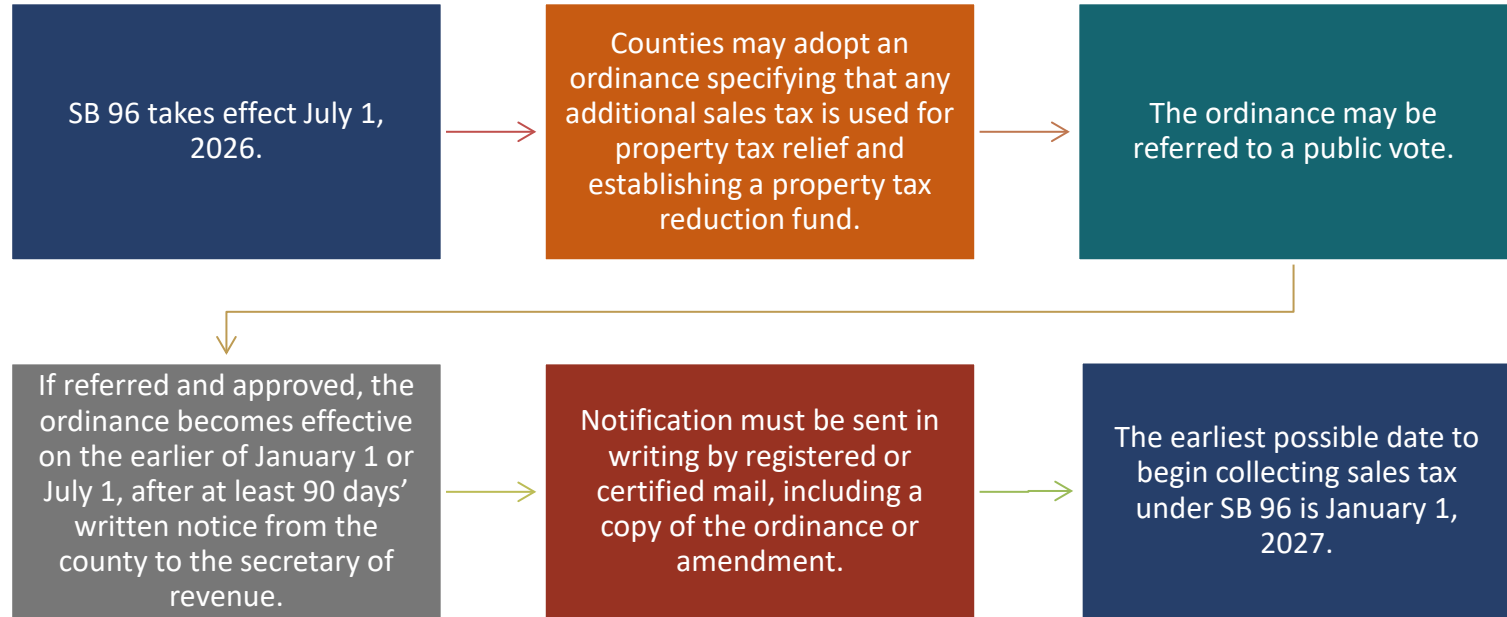 SB 96 takes effect July 1,
2026.
Counties may adopt an
ordinance specifying that any
additional sales tax is used for
property tax relief and
establishing a property tax
reduction fund.
The ordinance may be
referred to a public vote.
If referred and approved, the
ordinance becomes effective
on the earlier of January 1 or
July 1, after at least 90 days’
written notice from the
county to the secretary of
revenue.
Notification must be sent in
writing by registered or
certified mail, including a
copy of the ordinance or
amendment.
The earliest possible date to
begin collecting sales tax
under SB 96 is January 1,
2027.